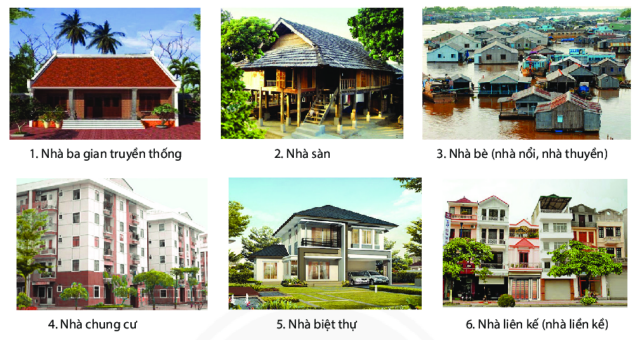 1. Nhà ba gian truyền thống
2. Nhà sàn
3. Nhà bè (nhà nổi, nhà thuyền)
4. Nhà chung cư
5. Nhà biệt thự
6. Nhà liên kế (nhà liền kề)